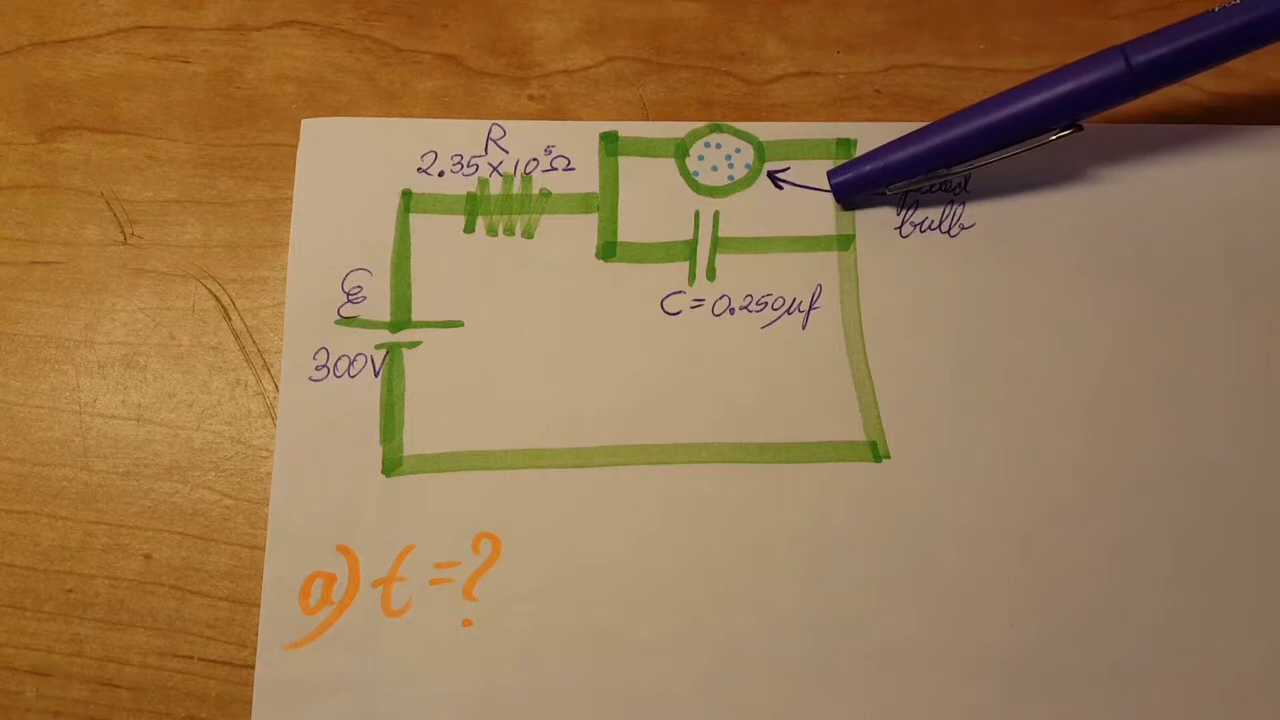 R
2.35×10⁵Ω
ℰ
300V
bulb
C=0.250μf
a) t=?